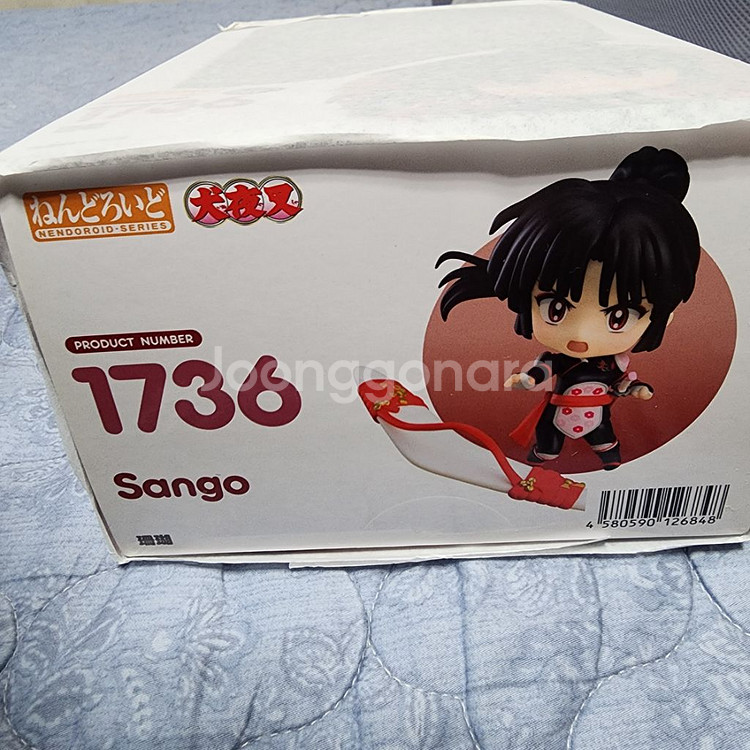 ねんどろいど
NENDOROID-SERIES
犬夜叉
PRODUCT NUMBER
1736
Joonggonara
Sango
珊瑚
4 580590 126848